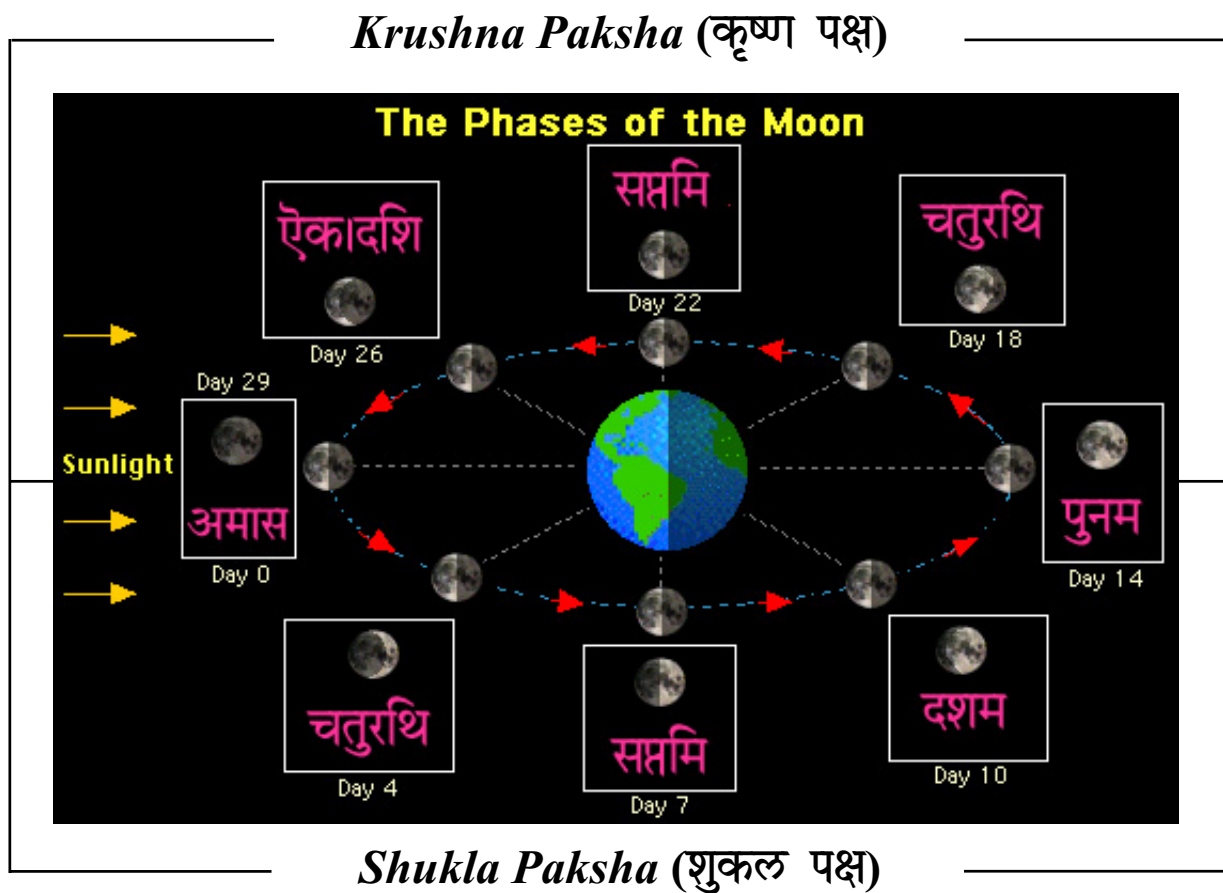 Krushna Paksha (कृष्ण पक्ष)
The Phases of the Moon
ऎकादशि
Day 26
सप्तमि
Day 22
चतुरथि
Day 18
Day 29
अमास
Day 0
Sunlight
पुनम
Day 14
चतुरथि
Day 4
सप्तमि
Day 7
दशम
Day 10
Shukla Paksha (शुकल पक्ष)